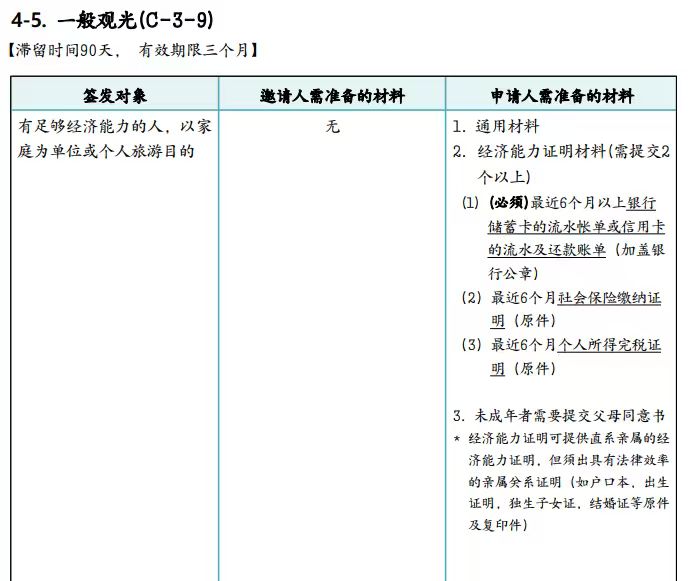 4-5. 一般观光(C-3-9)
【滞留时间90天， 有效期限三个月】
签发对象
邀请人需准备的材料
申请人需准备的材料
有足够经济能力的人，以家
庭为单位或个人旅游目的
无
1. 通用材料
2. 经济能力证明材料(需提交2
个以上)
(1) (必须)最近6个月以上银行
储蓄卡的流水帐单或信用卡
的流水及还款账单（加盖银
行公章）
(2) 最近6个月社会保险缴纳证
明（原件）
(3) 最近6个月个人所得完税证
明（原件）
3. 未成年者需要提交父母同意书
* 经济能力证明可提供直系亲属的经
济能力证明，但须出具有法律效率
的亲属分系证明（如户口本，出生
证明，独生子女证，结婚证等原件
及复印件）